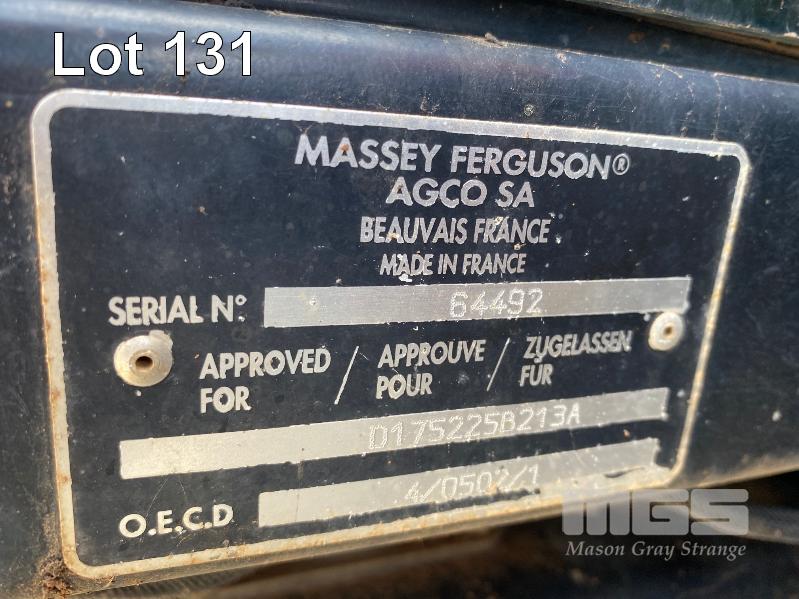 Lot 131
MASSEY FERGUSON®
AGCO SA
BEAUVAIS FRANCE
MADE IN FRANCE
SERIAL N° 64492
APPROVED FOR / APPROUVE POUR / ZUGELASSEN FÜR
D175225B213A
O.E.C.D 4/0502/1
MGS
Mason Gray Strange